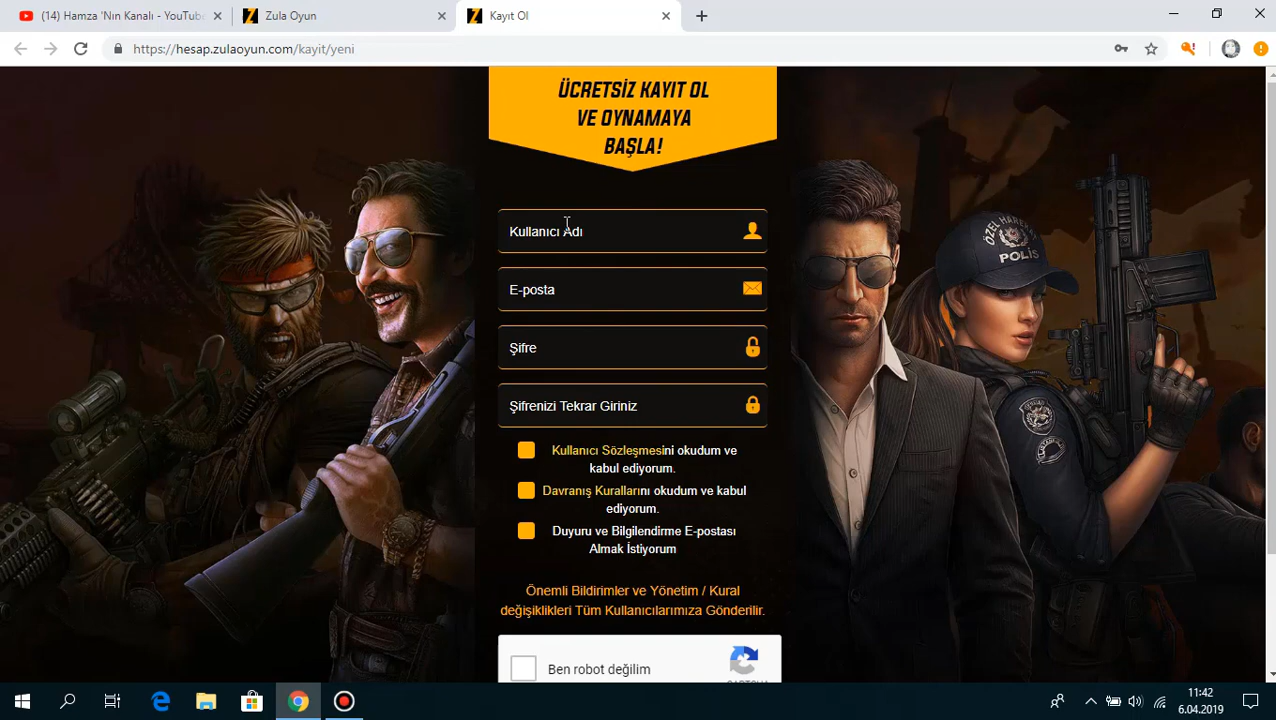 (14) Hamza 'Nın Kanalı - YouTube
Zula Oyun
Kayıt Ol
https://hesap.zulaoyun.com/kayit/yeni
ÜCRETSİZ KAYIT OL
VE OYNAMAYA
BAŞLA!
Kullanıcı Adı
E-posta
Şifre
Şifrenizi Tekrar Giriniz
Kullanıcı Sözleşmesini okudum ve
kabul ediyorum.
Davranış Kurallarını okudum ve kabul
ediyorum.
Duyuru ve Bilgilendirme E-postası
Almak İstiyorum
Önemli Bildirimler ve Yönetim / Kural
değişiklikleri Tüm Kullanıcılarımıza Gönderilir.
Ben robot değilim
ÖZEL HAREKAT
POLİS
11:42
6.04.2019